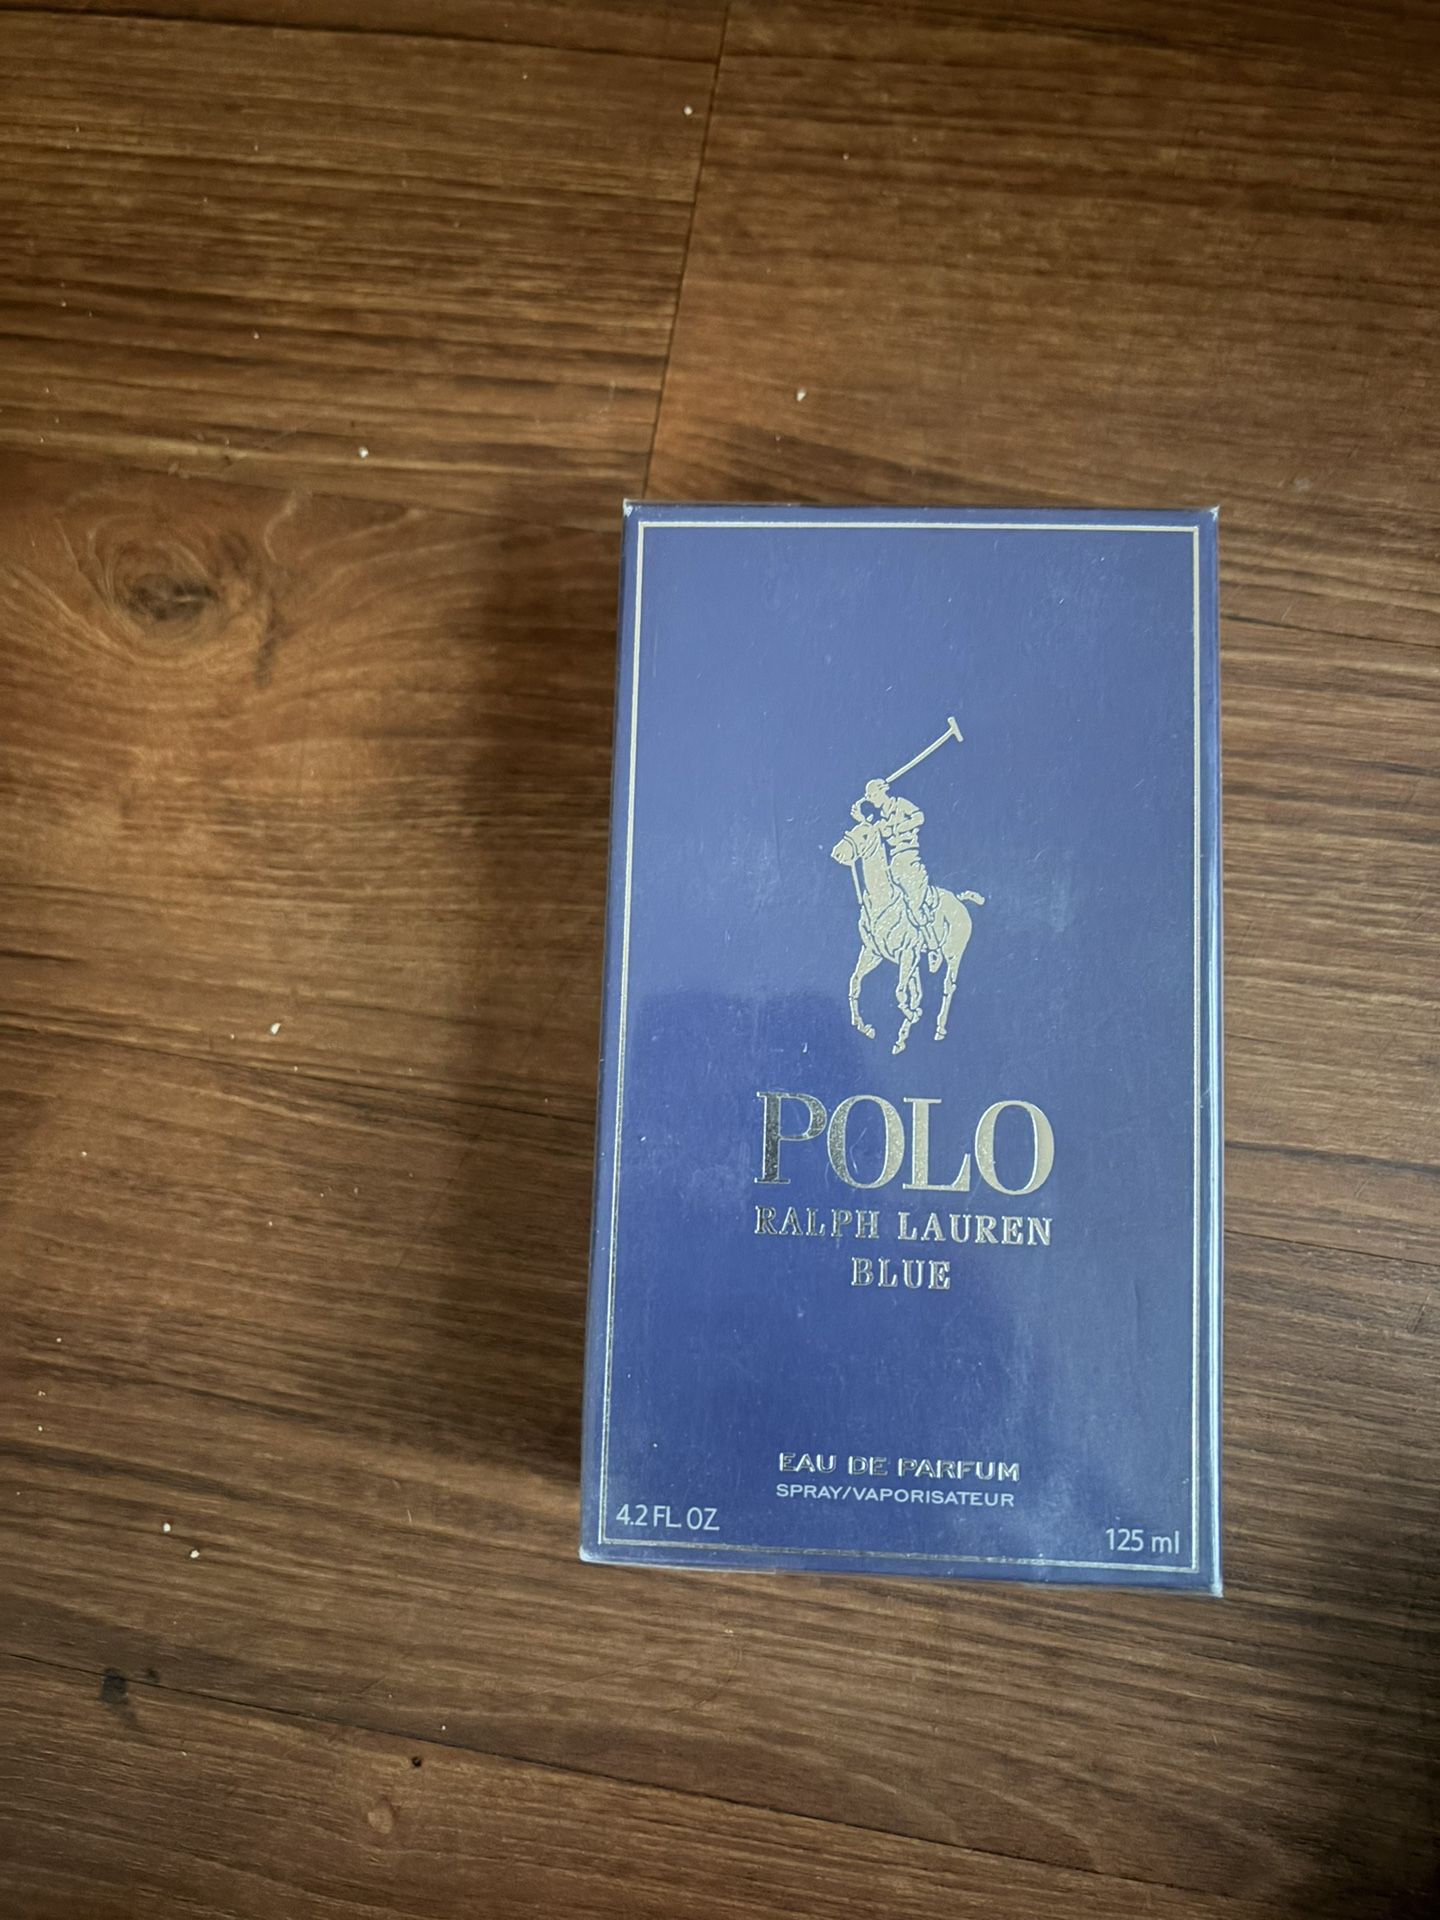 POLO
RALPH LAUREN
BLUE
EAU DE PARFUM
SPRAY/VAPORISATEUR
4.2 FL. OZ
125 ml